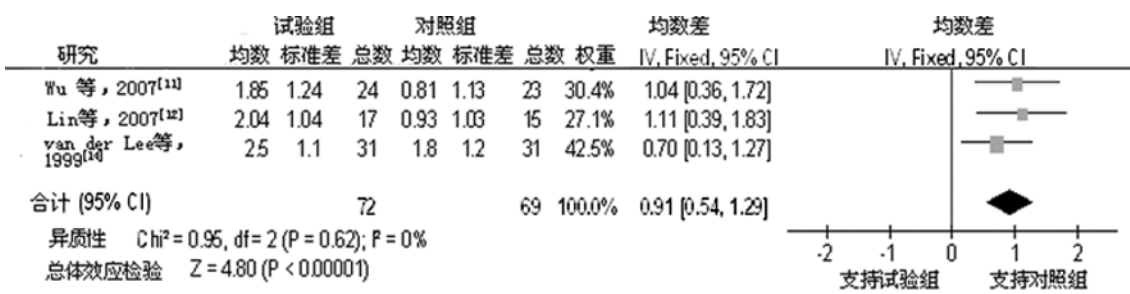 试验组 对照组 均数差 均数差
研究 均数 标准差 总数 均数 标准差 总数 权重 IV, Fixed, 95% CI IV, Fixed, 95% CI
Wu 等，2007[11] 1.85 1.24 24 0.81 1.13 23 30.4% 1.04 [0.36, 1.72]
Lin等，2007[12] 2.04 1.04 17 0.93 1.03 15 27.1% 1.11 [0.39, 1.83]
van der Lee等，
1999 2.5 1.1 31 1.8 1.2 31 42.5% 0.70 [0.13, 1.27]
合计 (95% CI) 72 69 100.0% 0.91 [0.54, 1.29]
异质性 Chi² = 0.95, df = 2 (P = 0.62); I² = 0%
总体效应检验 Z = 4.80 (P < 0.00001)
-2 -1 0 1 2
支持试验组 支持对照组